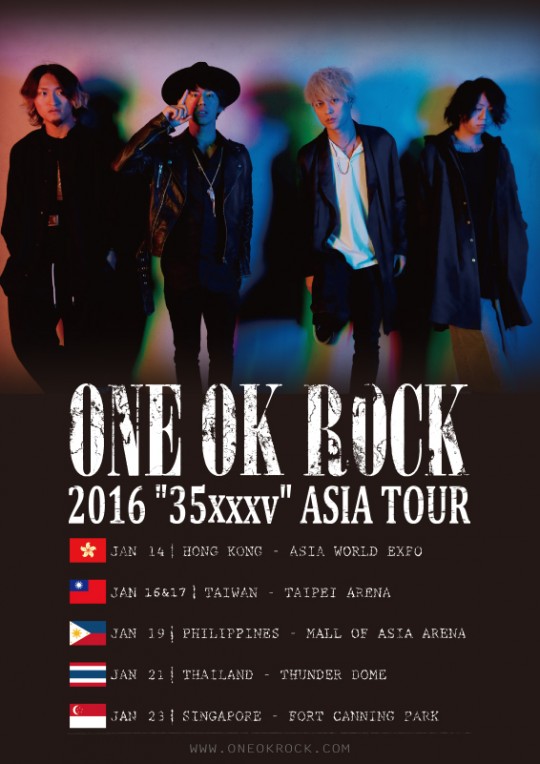 ONE OK ROCK
2016 "35xxxv" ASIA TOUR
JAN 14 | HONG KONG - ASIA WORLD EXPO
JAN 16&17 | TAIWAN - TAIPEI ARENA
JAN 19 | PHILIPPINES - MALL OF ASIA ARENA
JAN 21 | THAILAND - THUNDER DOME
JAN 23 | SINGAPORE - FORT CANNING PARK
WWW.ONEOKROCK.COM